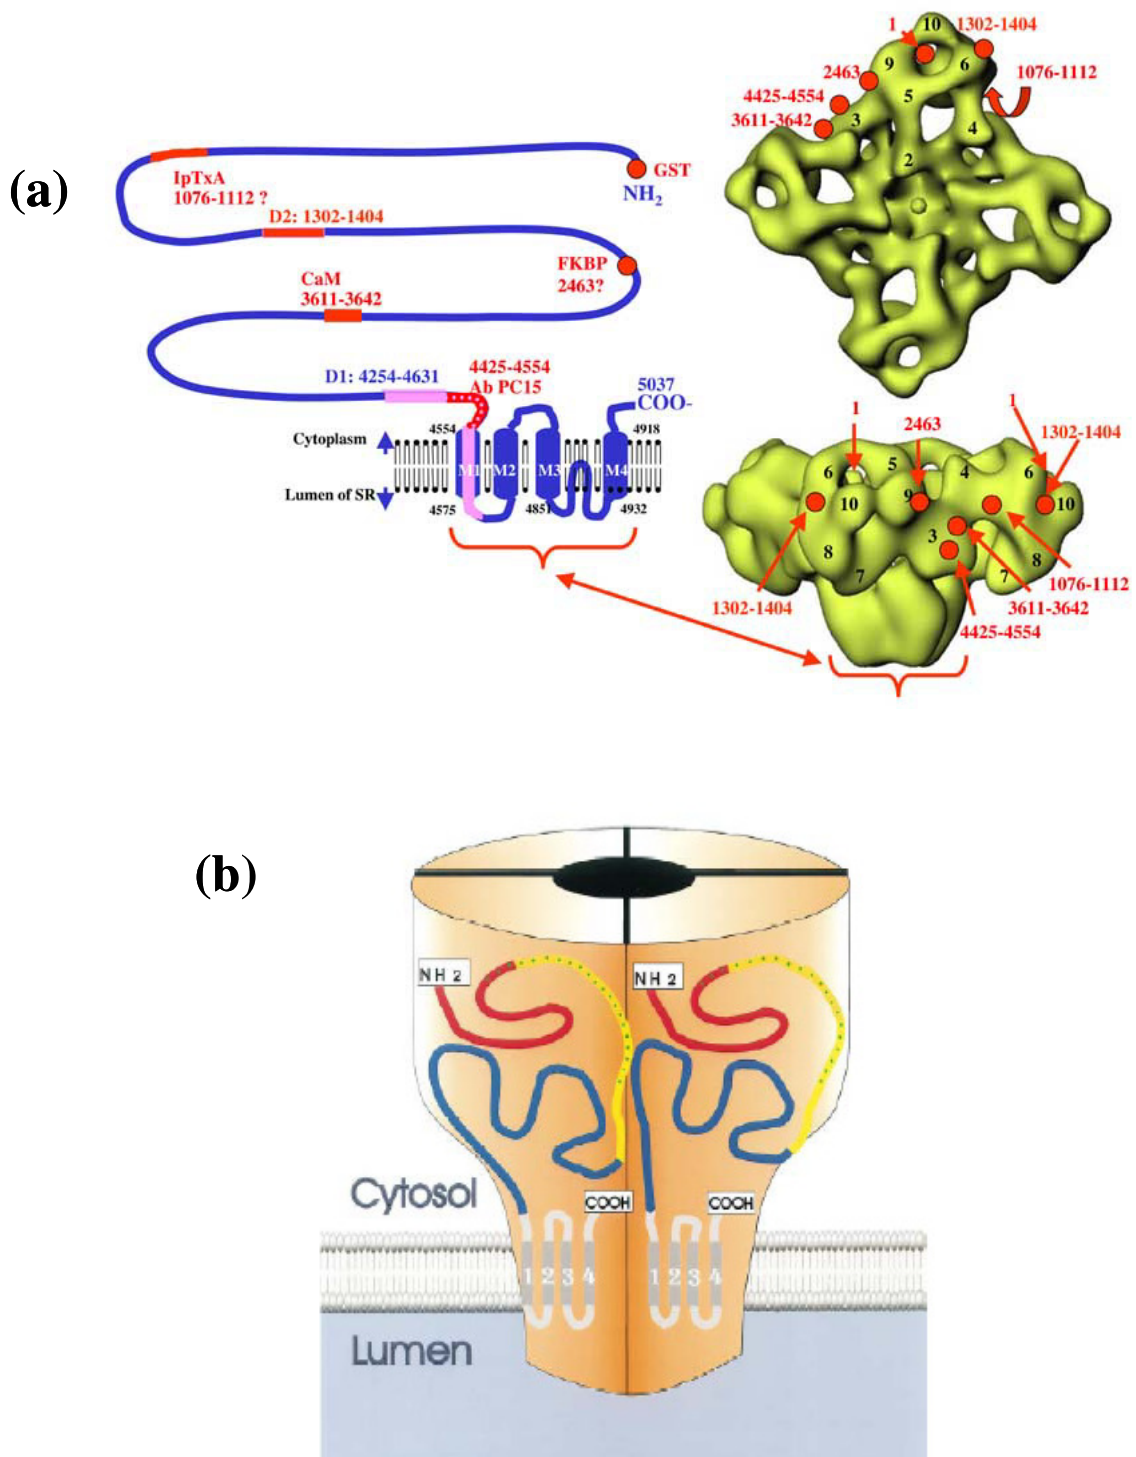 (a)
IpTxA
1076-1112 ?
GST
NH2
D2: 1302-1404
FKBP
2463?
CaM
3611-3642
D1: 4254-4631
4425-4554
Ab PC15
5037
COO-
4554
4918
Cytoplasm
M1
M2
M3
M4
Lumen of SR
4575
4851
4932
1
10
1302-1404
9
6
1076-1112
2463
5
4425-4554
3611-3642
3
4
2
1
1
2463
1302-1404
6
5
4
6
10
9
10
3
8
8
7
7
1076-1112
1302-1404
3611-3642
4425-4554
(b)
NH 2
NH 2
Cytosol
COOH
COOH
1 2 3 4
1 2 3 4
Lumen